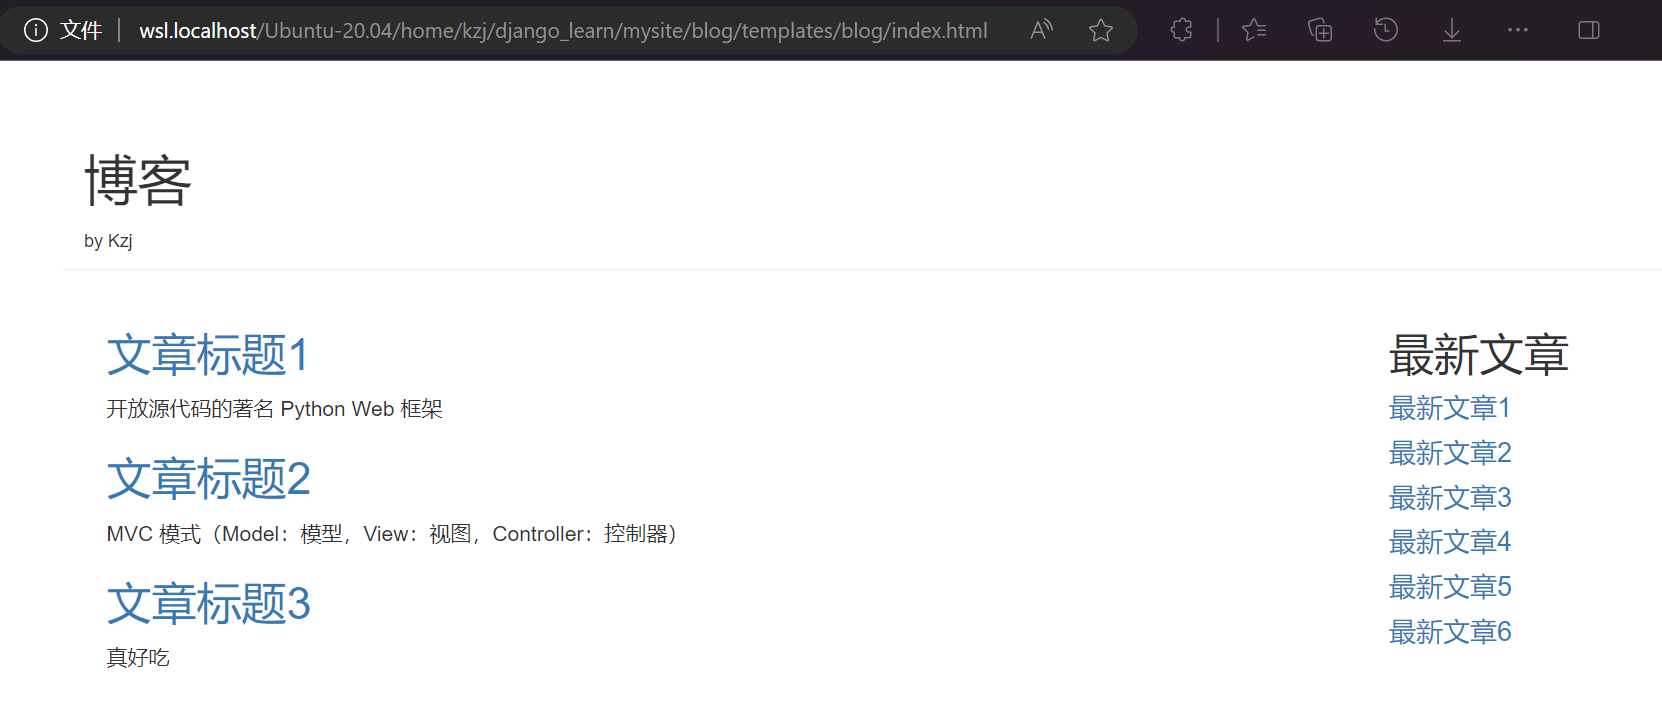 文件 wsl.localhost/Ubuntu-20.04/home/kzj/django_learn/mysite/blog/templates/blog/index.html
博客
by Kzj
文章标题1
开放源代码的著名 Python Web 框架
文章标题2
MVC 模式（Model：模型，View：视图，Controller：控制器）
文章标题3
真好吃
最新文章
最新文章1
最新文章2
最新文章3
最新文章4
最新文章5
最新文章6